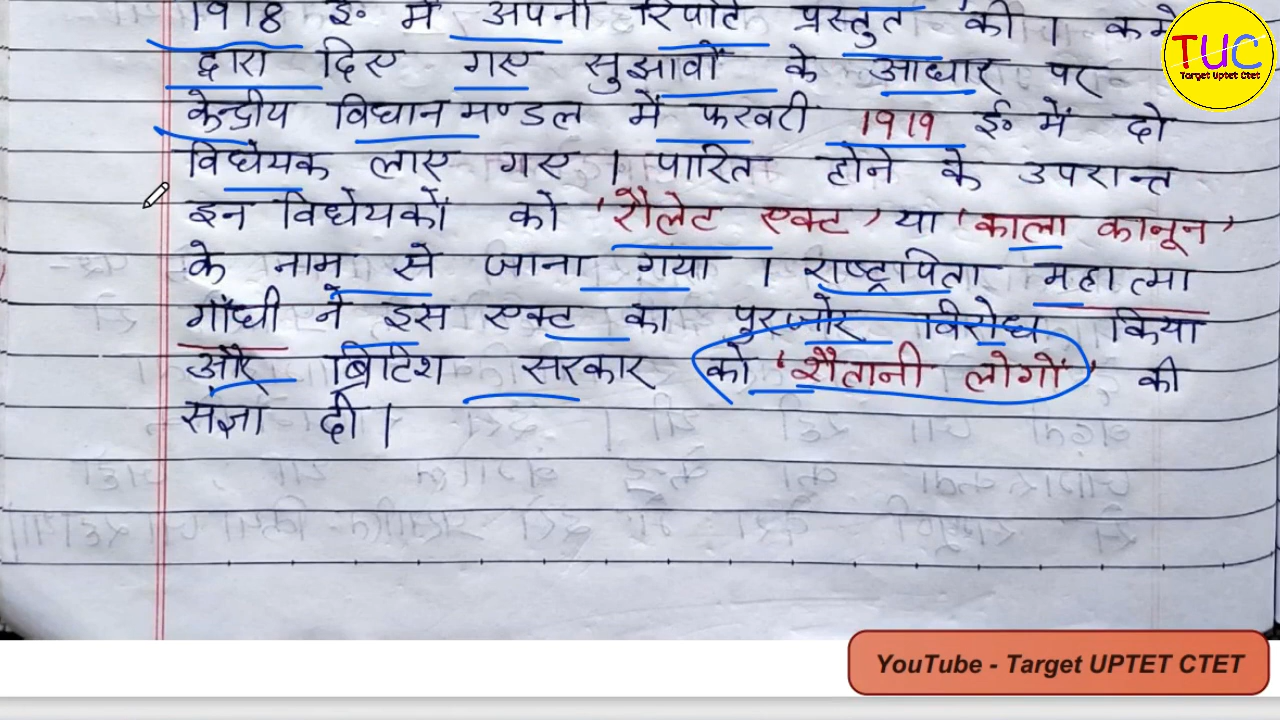 1918 ई० में अपनी रिपोर्ट प्रस्तुत की। कमे
द्वारा दिए गए सुझावों के आधार पर
केन्द्रीय विधान मण्डल में फरवरी 1919 ई० में दो
विधेयक लाए गए। पारित होने के उपरान्त
इन विधेयकों को 'रौलेट एक्ट' या 'काला कानून'
के नाम से जाना गया। राष्ट्रपिता महात्मा
गाँधी ने इस एक्ट का पुरजोर विरोध किया
और ब्रिटिश सरकार को 'शैतानी लोगों' की
संज्ञा दी।
TUC
Target Uptet Ctet
YouTube - Target UPTET CTET